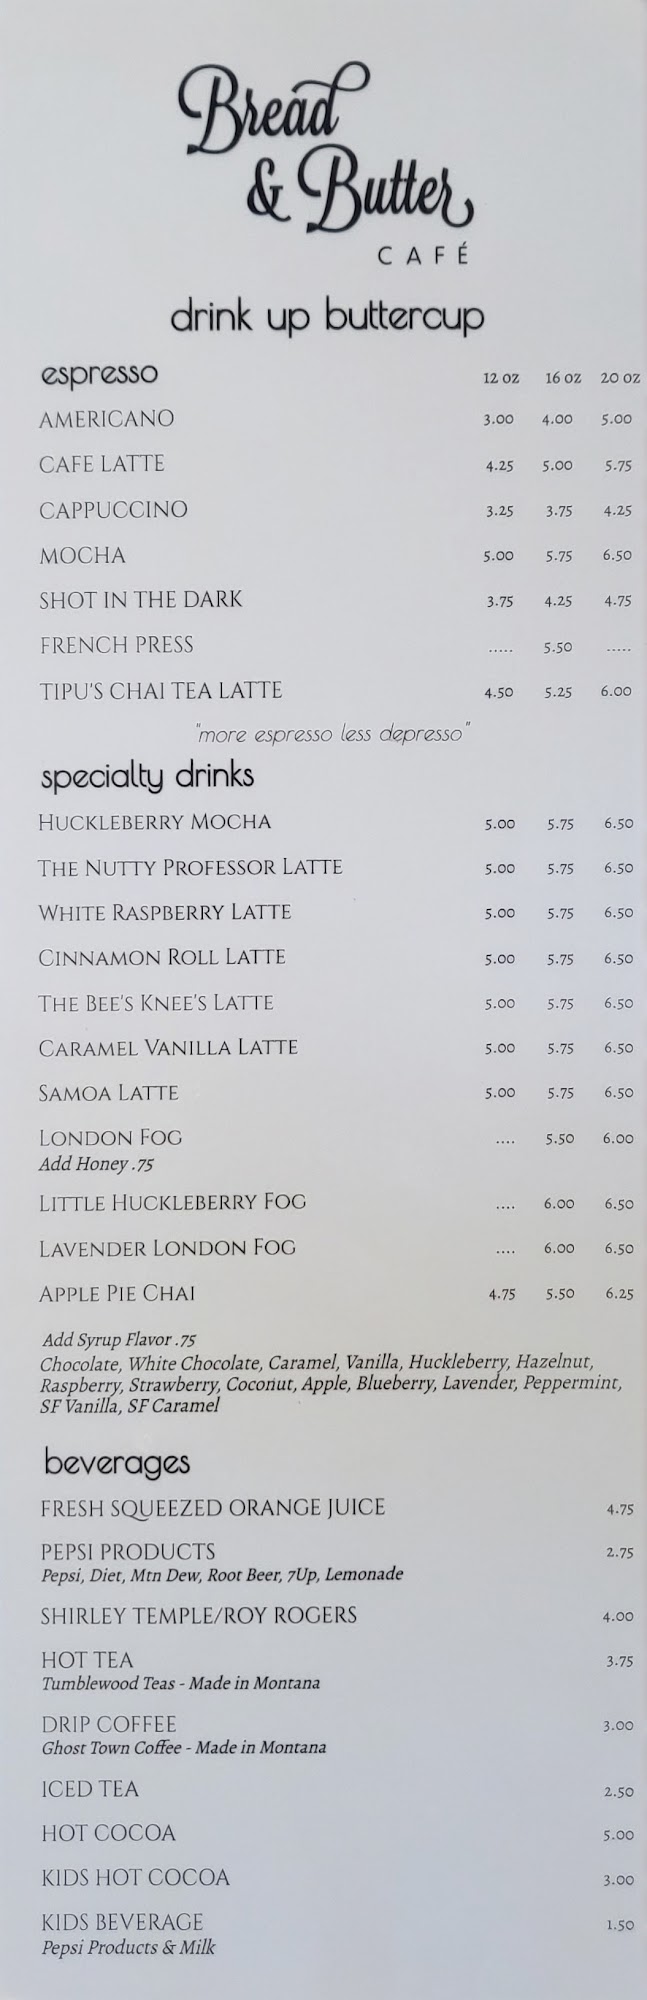 Bread
& Butter
CAFÉ
drink up buttercup
espresso 12 OZ 16 OZ 20 OZ
AMERICANO 3.00 4.00 5.00
CAFE LATTE 4.25 5.00 5.75
CAPPUCCINO 3.25 3.75 4.25
MOCHA 5.00 5.75 6.50
SHOT IN THE DARK 3.75 4.25 4.75
FRENCH PRESS ..... 5.50 .....
TIPU'S CHAI TEA LATTE 4.50 5.25 6.00
"more espresso less depresso"
specialty drinks
HUCKLEBERRY MOCHA 5.00 5.75 6.50
THE NUTTY PROFESSOR LATTE 5.00 5.75 6.50
WHITE RASPBERRY LATTE 5.00 5.75 6.50
CINNAMON ROLL LATTE 5.00 5.75 6.50
THE BEE'S KNEE'S LATTE 5.00 5.75 6.50
CARAMEL VANILLA LATTE 5.00 5.75 6.50
SAMOA LATTE 5.00 5.75 6.50
LONDON FOG .... 5.50 6.00
Add Honey .75
LITTLE HUCKLEBERRY FOG .... 6.00 6.50
LAVENDER LONDON FOG .... 6.00 6.50
APPLE PIE CHAI 4.75 5.50 6.25
Add Syrup Flavor .75
Chocolate, White Chocolate, Caramel, Vanilla, Huckleberry, Hazelnut,
Raspberry, Strawberry, Coconut, Apple, Blueberry, Lavender, Peppermint,
SF Vanilla, SF Caramel
beverages
FRESH SQUEEZED ORANGE JUICE 4.75
PEPSI PRODUCTS 2.75
Pepsi, Diet, Mtn Dew, Root Beer, 7Up, Lemonade
SHIRLEY TEMPLE/ROY ROGERS 4.00
HOT TEA 3.75
Tumblewood Teas - Made in Montana
DRIP COFFEE 3.00
Ghost Town Coffee - Made in Montana
ICED TEA 2.50
HOT COCOA 5.00
KIDS HOT COCOA 3.00
KIDS BEVERAGE 1.50
Pepsi Products & Milk